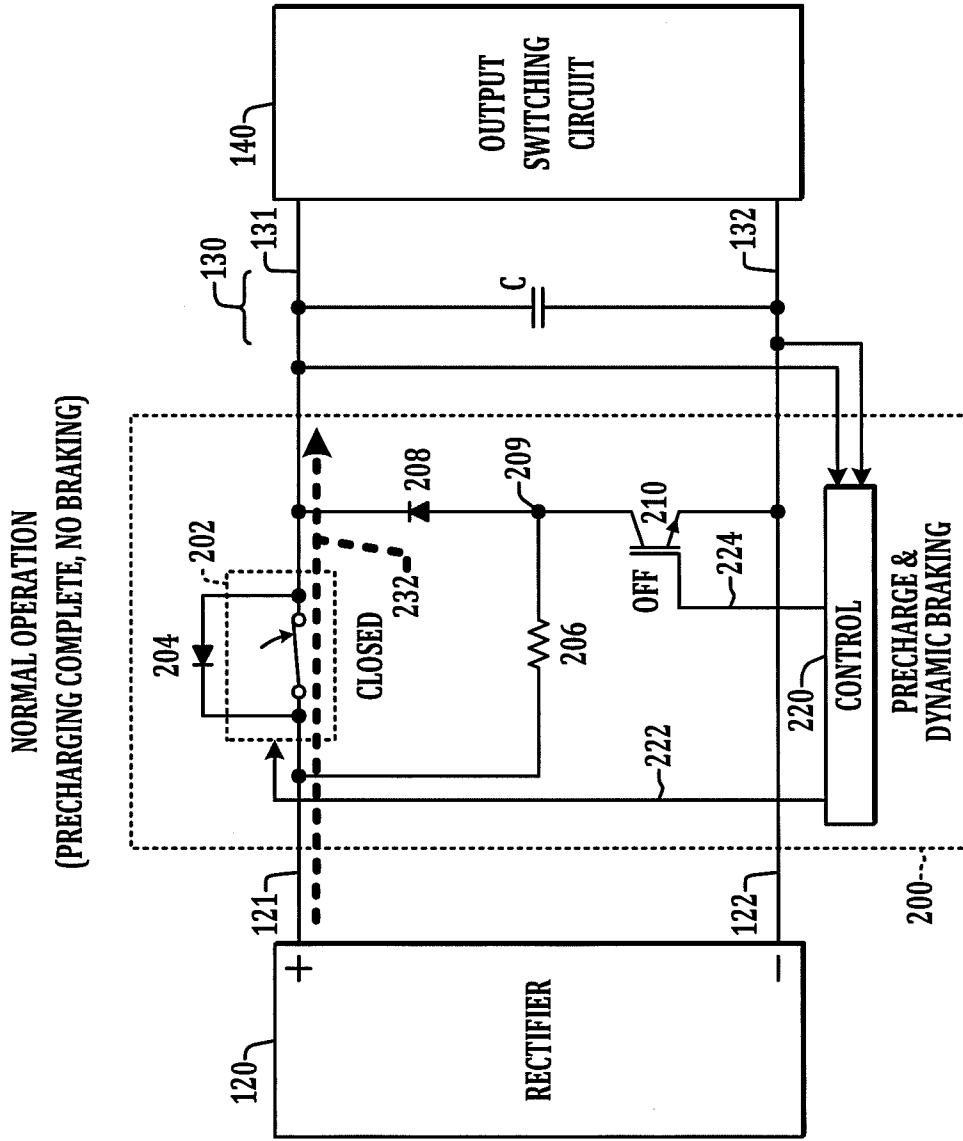 NORMAL OPERATION
(PRECHARGING COMPLETE, NO BRAKING)
120
RECTIFIER
+
−
121
122
200
204
202
CLOSED
232
208
209
206
OFF
210
222
224
220
CONTROL
PRECHARGE &
DYNAMIC BRAKING
130
131
132
C
140
OUTPUT
SWITCHING
CIRCUIT